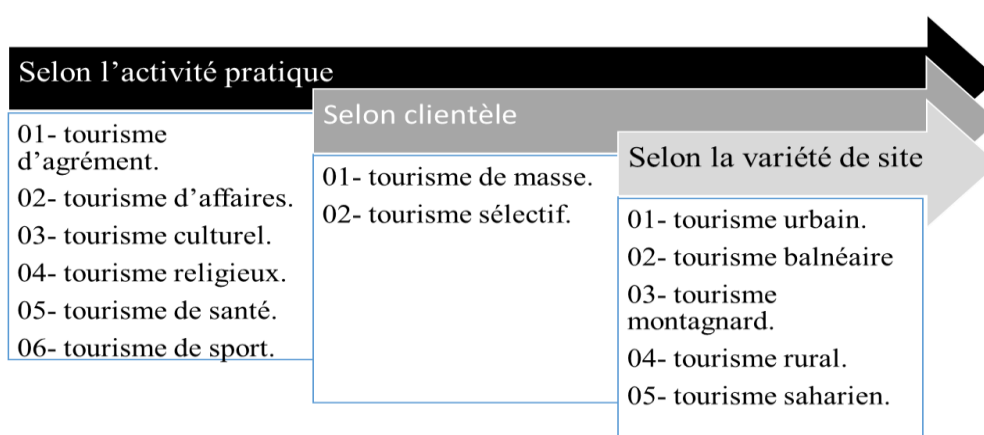 Selon l’activité pratique
01- tourisme
d’agrément.
02- tourisme d’affaires.
03- tourisme culturel.
04- tourisme religieux.
05- tourisme de santé.
06- tourisme de sport.
Selon clientèle
01- tourisme de masse.
02- tourisme sélectif.
Selon la variété de site
01- tourisme urbain.
02- tourisme balnéaire
03- tourisme
montagnard.
04- tourisme rural.
05- tourisme saharien.